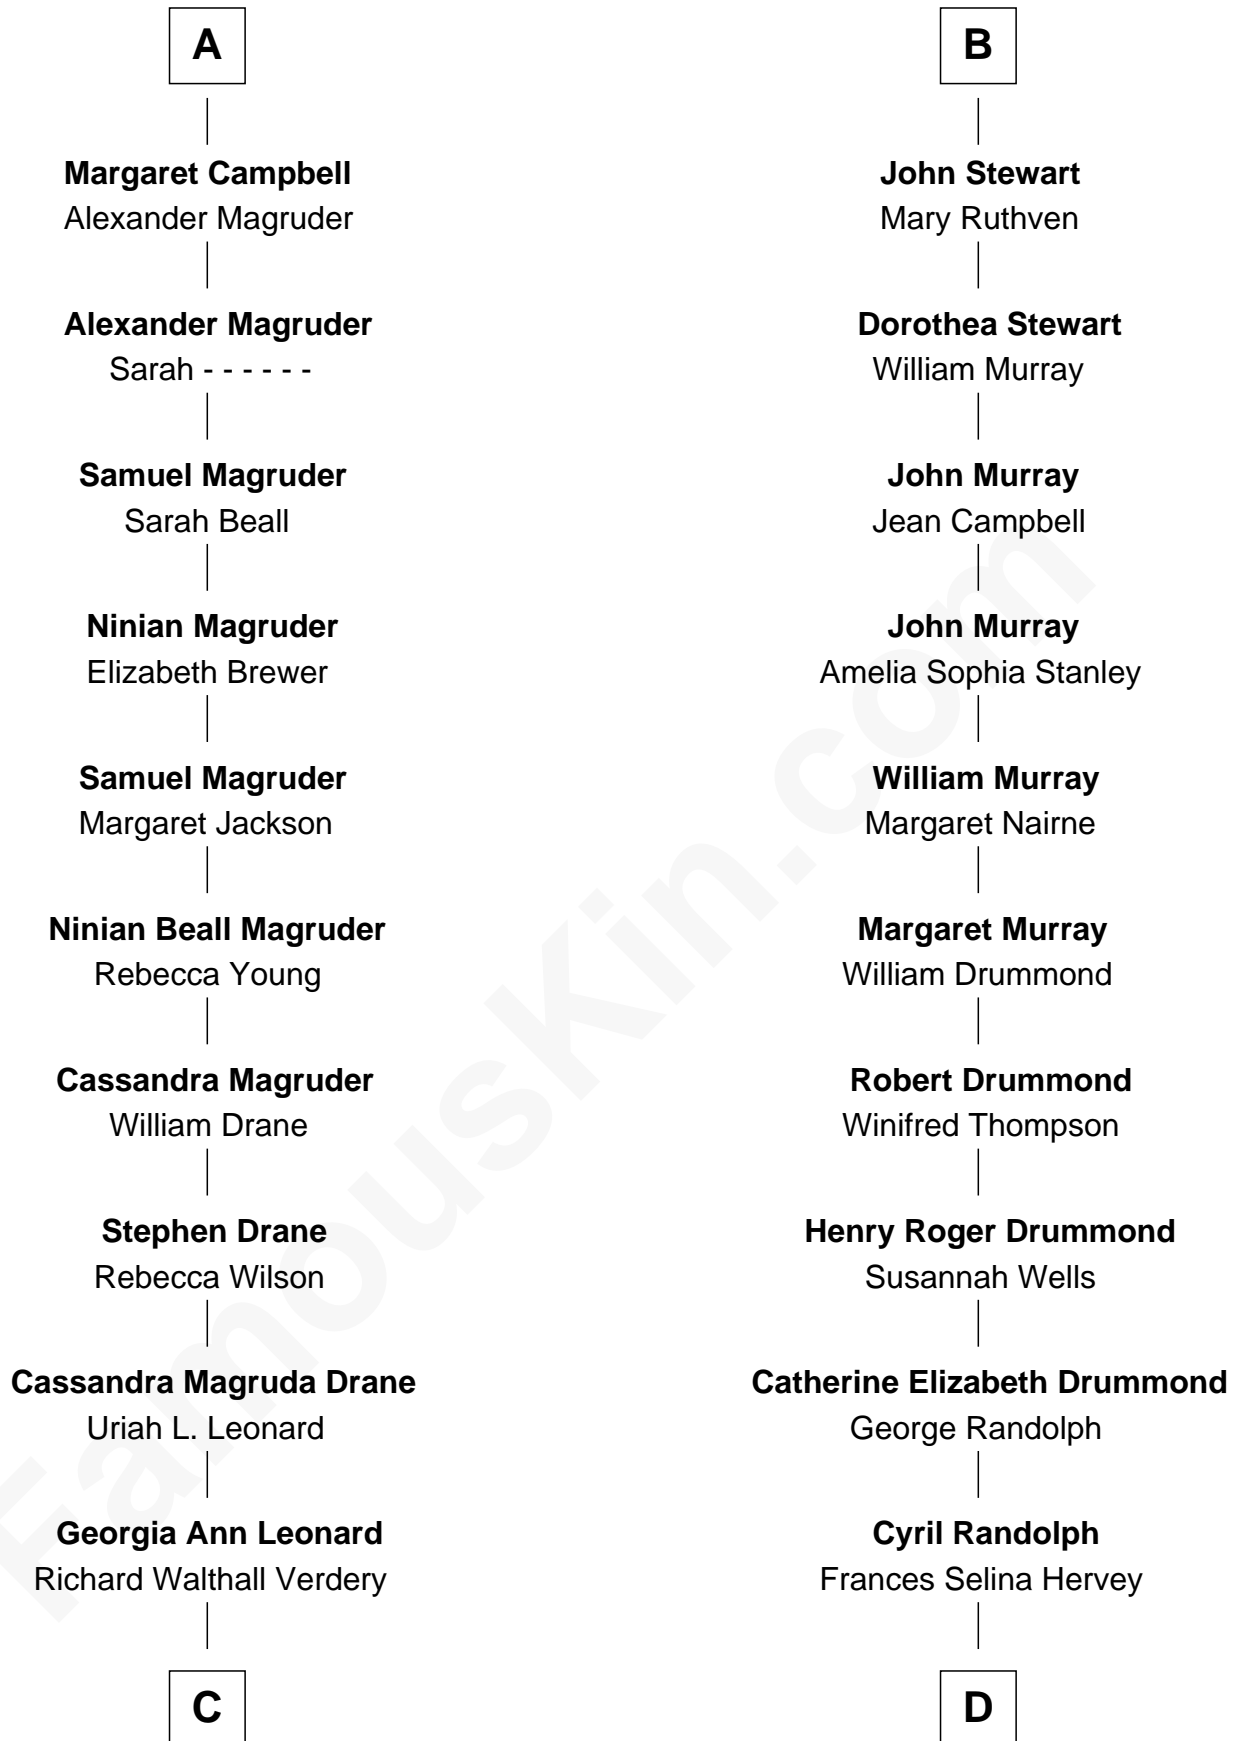 A
Margaret Campbell
Alexander Magruder
Alexander Magruder
Sarah - - - - - -
Samuel Magruder
Sarah Beall
Ninian Magruder
Elizabeth Brewer
Samuel Magruder
Margaret Jackson
Ninian Beall Magruder
Rebecca Young
Cassandra Magruder
William Drane
Stephen Drane
Rebecca Wilson
Cassandra Magruda Drane
Uriah L. Leonard
Georgia Ann Leonard
Richard Walthall Verdery
C
B
John Stewart
Mary Ruthven
Dorothea Stewart
William Murray
John Murray
Jean Campbell
John Murray
Amelia Sophia Stanley
William Murray
Margaret Nairne
Margaret Murray
William Drummond
Robert Drummond
Winifred Thompson
Henry Roger Drummond
Susannah Wells
Catherine Elizabeth Drummond
George Randolph
Cyril Randolph
Frances Selina Hervey
D
FamousKin.com